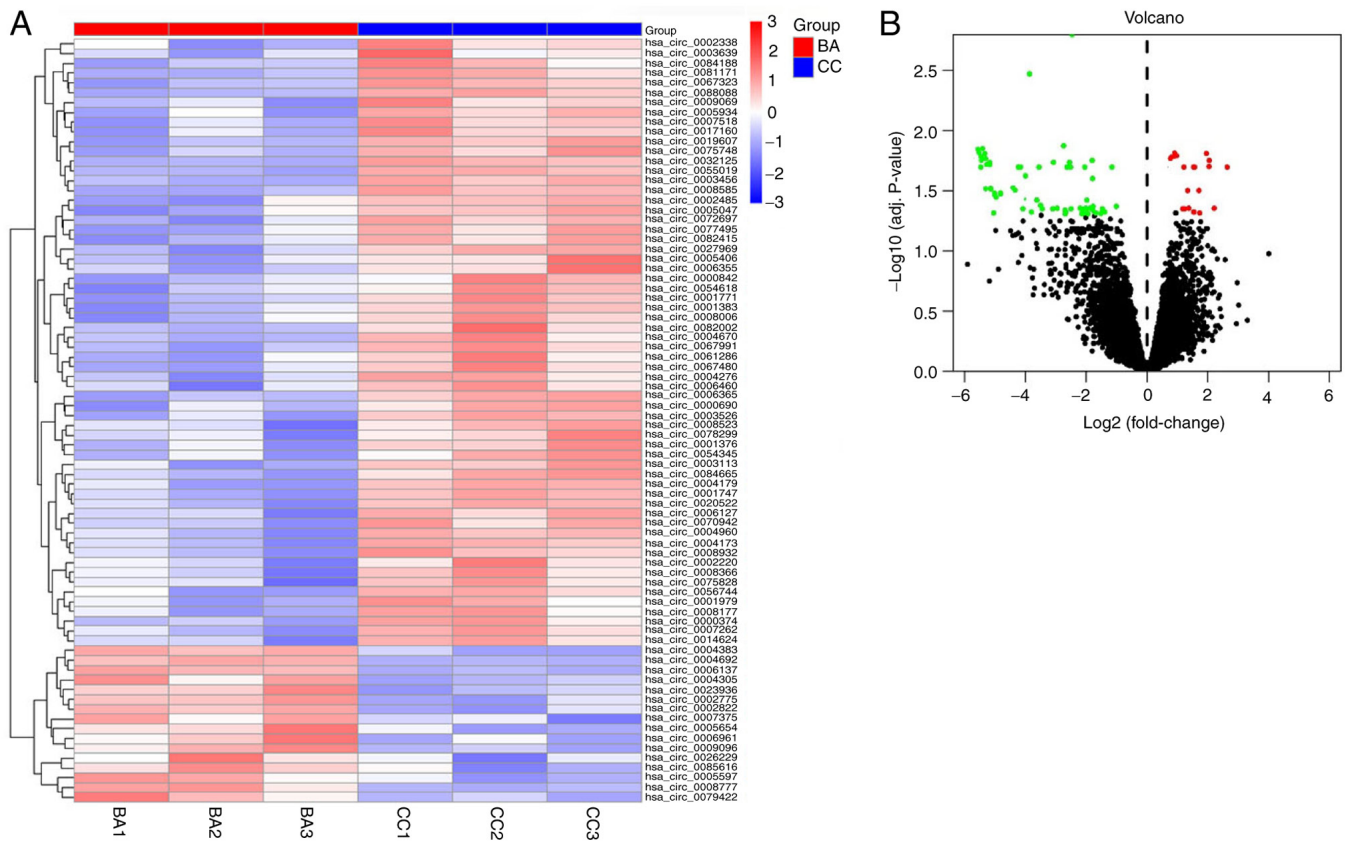 A
Group
hsa_circ_0002338
hsa_circ_0003639
hsa_circ_0084188
hsa_circ_0081171
hsa_circ_0067323
hsa_circ_0088088
hsa_circ_0009069
hsa_circ_0005934
hsa_circ_0007518
hsa_circ_0017160
hsa_circ_0019607
hsa_circ_0075748
hsa_circ_0032125
hsa_circ_0055019
hsa_circ_0003456
hsa_circ_0008585
hsa_circ_0002485
hsa_circ_0005047
hsa_circ_0072697
hsa_circ_0077495
hsa_circ_0082415
hsa_circ_0027969
hsa_circ_0005406
hsa_circ_0006355
hsa_circ_0000842
hsa_circ_0054618
hsa_circ_0001771
hsa_circ_0001383
hsa_circ_0008006
hsa_circ_0082002
hsa_circ_0004670
hsa_circ_0067991
hsa_circ_0061286
hsa_circ_0067480
hsa_circ_0004276
hsa_circ_0006460
hsa_circ_0006365
hsa_circ_0000690
hsa_circ_0003526
hsa_circ_0008523
hsa_circ_0078299
hsa_circ_0001376
hsa_circ_0054345
hsa_circ_0003113
hsa_circ_0084665
hsa_circ_0004179
hsa_circ_0001747
hsa_circ_0020522
hsa_circ_0006127
hsa_circ_0070942
hsa_circ_0004960
hsa_circ_0004173
hsa_circ_0008932
hsa_circ_0002220
hsa_circ_0008366
hsa_circ_0075828
hsa_circ_0056744
hsa_circ_0001979
hsa_circ_0008177
hsa_circ_0000374
hsa_circ_0007262
hsa_circ_0014624
hsa_circ_0004383
hsa_circ_0004692
hsa_circ_0006137
hsa_circ_0004305
hsa_circ_0023936
hsa_circ_0002775
hsa_circ_0002822
hsa_circ_0007375
hsa_circ_0005654
hsa_circ_0006961
hsa_circ_0009096
hsa_circ_0026229
hsa_circ_0085616
hsa_circ_0005597
hsa_circ_0008777
hsa_circ_0079422
BA1 BA2 BA3 CC1 CC2 CC3
3
2
1
0
−1
−2
−3
Group
BA
CC
B
Volcano
−Log10 (adj. P-value)
2.5
2.0
1.5
1.0
0.5
0.0
−6 −4 −2 0 2 4 6
Log2 (fold-change)